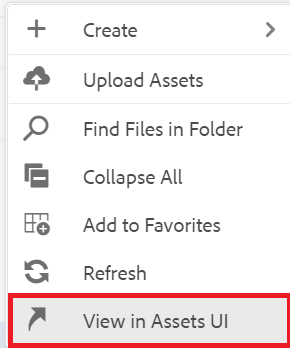 Create
Upload Assets
Find Files in Folder
Collapse All
Add to Favorites
Refresh
View in Assets UI